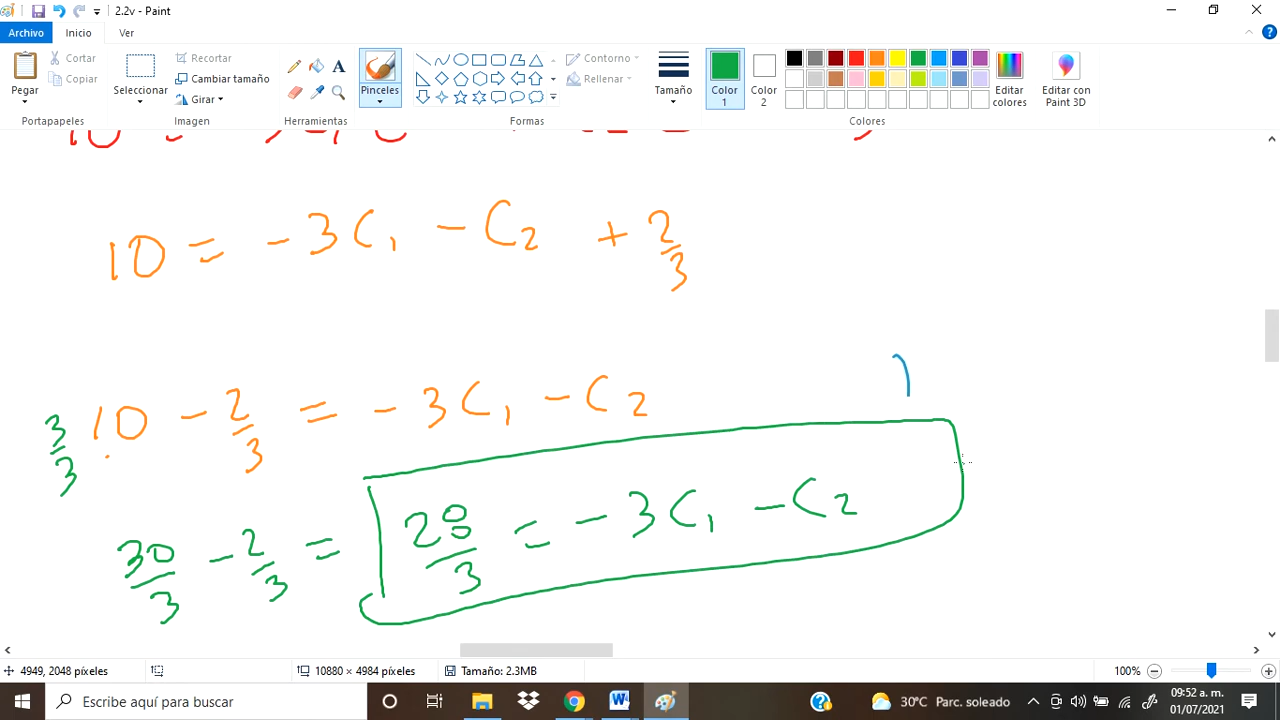 2.2v - Paint
Archivo Inicio Ver
Pegar Cortar Copiar Seleccionar Recortar Cambiar tamaño Girar A Pinceles Contorno Rellenar Tamaño Color 1 Color 2 Editar colores Editar con Paint 3D
Portapapeles Imagen Herramientas Formas Colores
10 = -3C₁ - C₂ + 2/3
10 - 2/3 = -3C₁ - C₂
3/3
30/3 - 2/3 = 28/3 = -3C₁ - C₂
4949, 2048 píxeles 10880 × 4984 píxeles Tamaño: 2.3MB 100%
Escribe aquí para buscar 30°C Parc. soleado 09:52 a. m.
01/07/2021